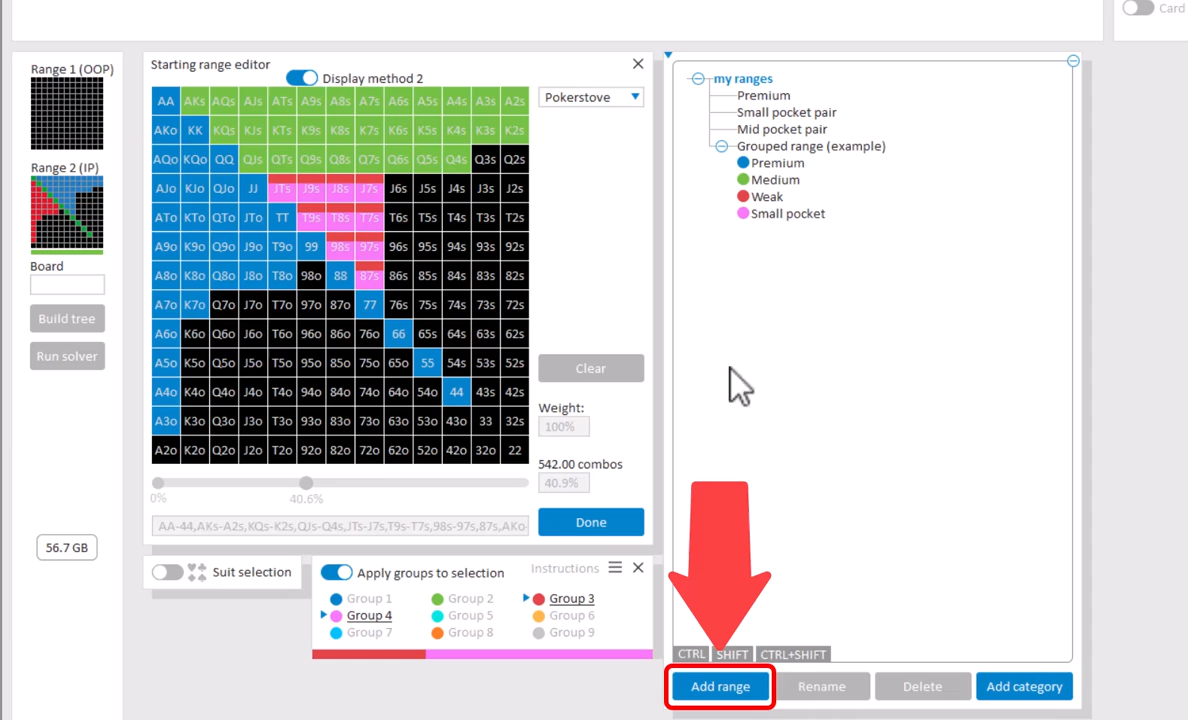 Card
Range 1 (OOP)
Range 2 (IP)
Board
Build tree
Run solver
56.7 GB
Starting range editor
Display method 2
AA AKs AQs AJs ATs A9s A8s A7s A6s A5s A4s A3s A2s
AKo KK KQs KJs KTs K9s K8s K7s K6s K5s K4s K3s K2s
AQo KQo QQ QJs QTs Q9s Q8s Q7s Q6s Q5s Q4s Q3s Q2s
AJo KJo QJo JJ JTs J9s J8s J7s J6s J5s J4s J3s J2s
ATo KTo QTo JTo TT T9s T8s T7s T6s T5s T4s T3s T2s
A9o K9o Q9o J9o T9o 99 98s 97s 96s 95s 94s 93s 92s
A8o K8o Q8o J8o T8o 98o 88 87s 86s 85s 84s 83s 82s
A7o K7o Q7o J7o T7o 97o 87o 77 76s 75s 74s 73s 72s
A6o K6o Q6o J6o T6o 96o 86o 76o 66 65s 64s 63s 62s
A5o K5o Q5o J5o T5o 95o 85o 75o 65o 55 54s 53s 52s
A4o K4o Q4o J4o T4o 94o 84o 74o 64o 54o 44 43s 42s
A3o K3o Q3o J3o T3o 93o 83o 73o 63o 53o 43o 33 32s
A2o K2o Q2o J2o T2o 92o 82o 72o 62o 52o 42o 32o 22
0%
40.6%
AA-44,AKs-A2s,KQs-K2s,QJs-Q4s,JTs-J7s,T9s-T7s,98s-97s,87s,AKo-
Pokerstove
Clear
Weight:
100%
542.00 combos
40.9%
Done
Suit selection
Apply groups to selection
Instructions
Group 1 Group 2 Group 3
Group 4 Group 5 Group 6
Group 7 Group 8 Group 9
my ranges
Premium
Small pocket pair
Mid pocket pair
Grouped range (example)
Premium
Medium
Weak
Small pocket
CTRL SHIFT CTRL+SHIFT
Add range Rename Delete Add category